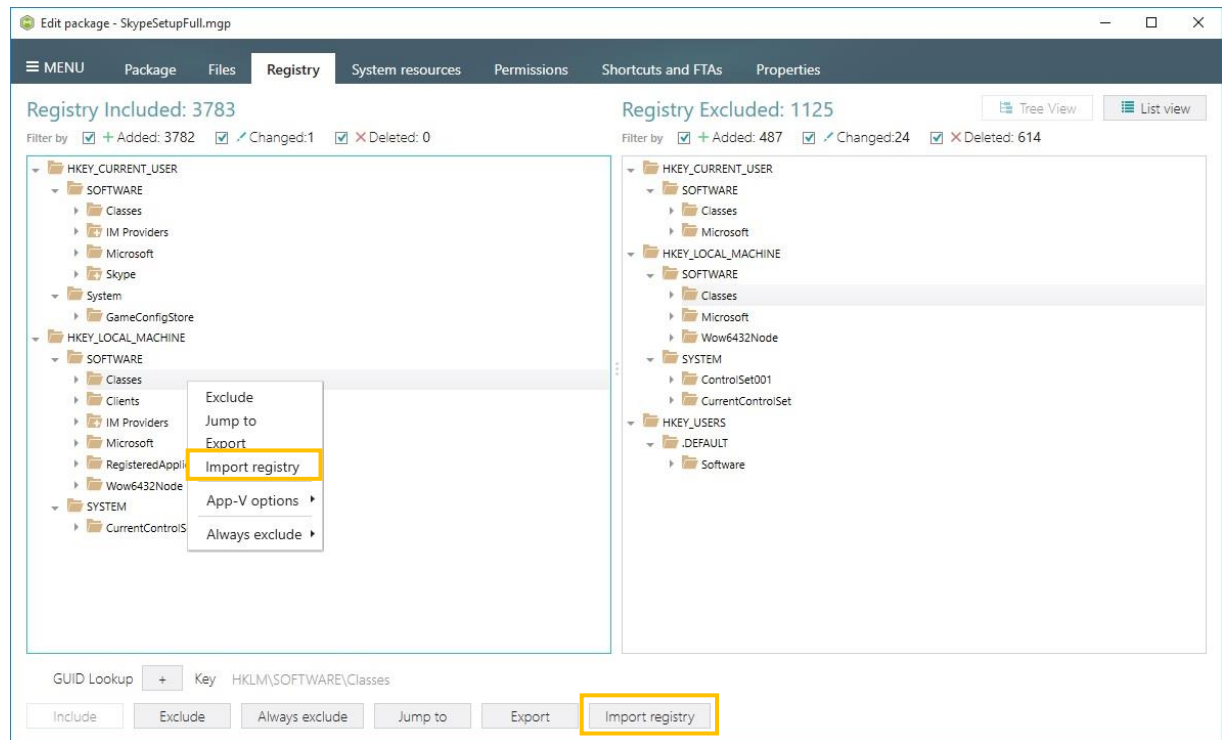 Edit package - SkypeSetupFull.mgp
MENU Package Files Registry System resources Permissions Shortcuts and FTAs Properties
Registry Included: 3783
Filter by + Added: 3782 Changed:1 × Deleted: 0
HKEY_CURRENT_USER
SOFTWARE
Classes
IM Providers
Microsoft
Skype
System
GameConfigStore
HKEY_LOCAL_MACHINE
SOFTWARE
Classes
Clients
IM Providers
Microsoft
RegisteredAppli
Wow6432Node
SYSTEM
CurrentControlS
Exclude
Jump to
Export
Import registry
App-V options
Always exclude
Registry Excluded: 1125
Tree View List view
Filter by + Added: 487 Changed:24 × Deleted: 614
HKEY_CURRENT_USER
SOFTWARE
Classes
Microsoft
HKEY_LOCAL_MACHINE
SOFTWARE
Classes
Microsoft
Wow6432Node
SYSTEM
ControlSet001
CurrentControlSet
HKEY_USERS
.DEFAULT
Software
GUID Lookup + Key HKLM\SOFTWARE\Classes
Include Exclude Always exclude Jump to Export Import registry